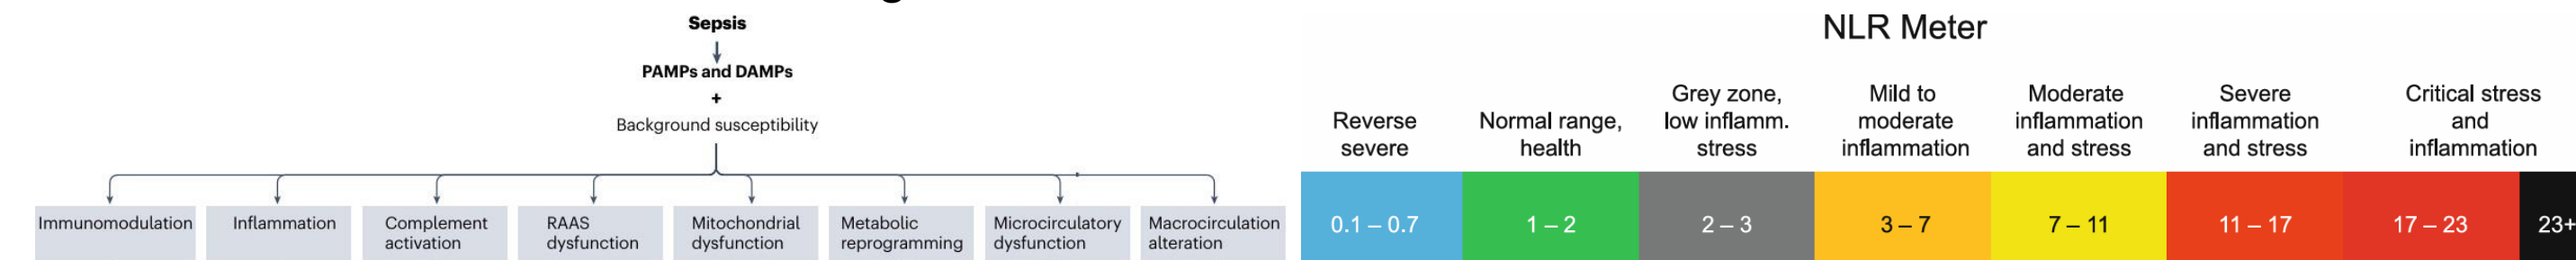 Sepsis
PAMPs and DAMPs
+
Background susceptibility
Immunomodulation
Inflammation
Complement
activation
RAAS
dysfunction
Mitochondrial
dysfunction
Metabolic
reprogramming
Microcirculatory
dysfunction
Macrocirculation
alteration
NLR Meter
Reverse
severe
Normal range,
health
Grey zone,
low inflamm.
stress
Mild to
moderate
inflammation
Moderate
inflammation
and stress
Severe
inflammation
and stress
Critical stress
and
inflammation
0.1 – 0.7
1 – 2
2 – 3
3 – 7
7 – 11
11 – 17
17 – 23
23+